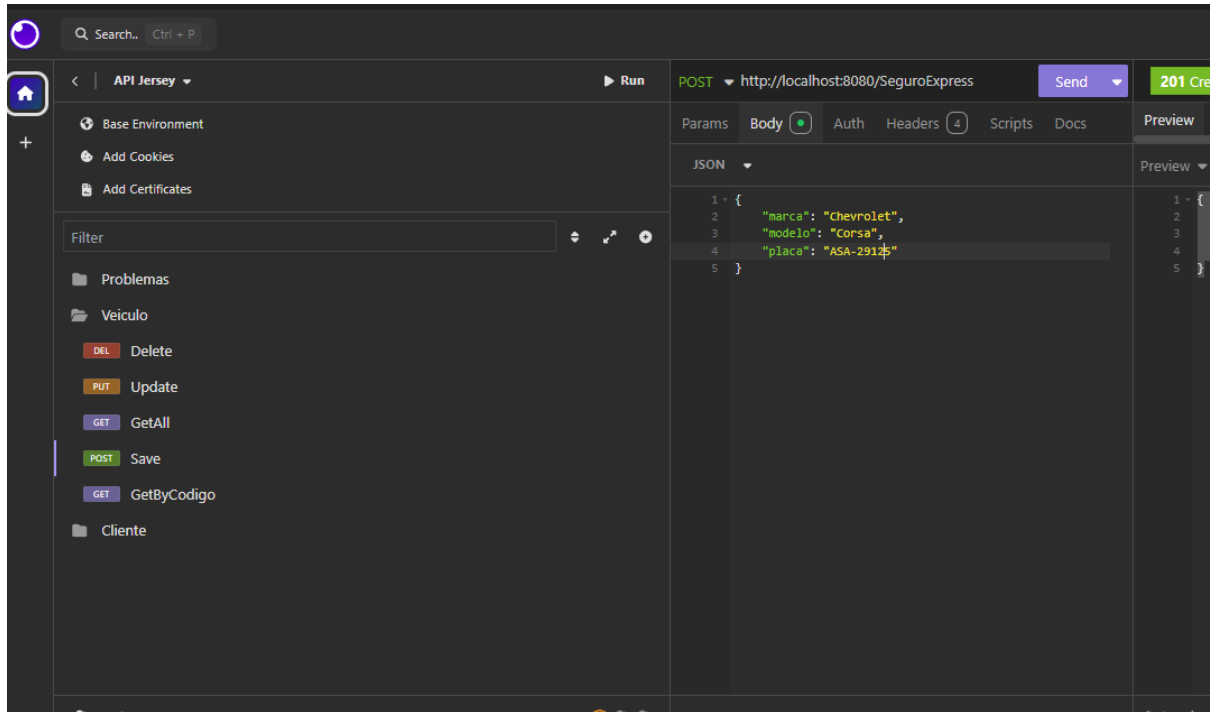 Search.. Ctrl + P
API Jersey
Run
Base Environment
Add Cookies
Add Certificates
Filter
Problemas
Veiculo
DEL Delete
PUT Update
GET GetAll
POST Save
GET GetByCodigo
Cliente
POST http://localhost:8080/SeguroExpress Send
Params Body Auth Headers 4 Scripts Docs
JSON
1 {
2 "marca": "Chevrolet",
3 "modelo": "Corsa",
4 "placa": "ASA-29125"
5 }
201 Cre
Preview
Preview
1 {
2
3
4
5 }